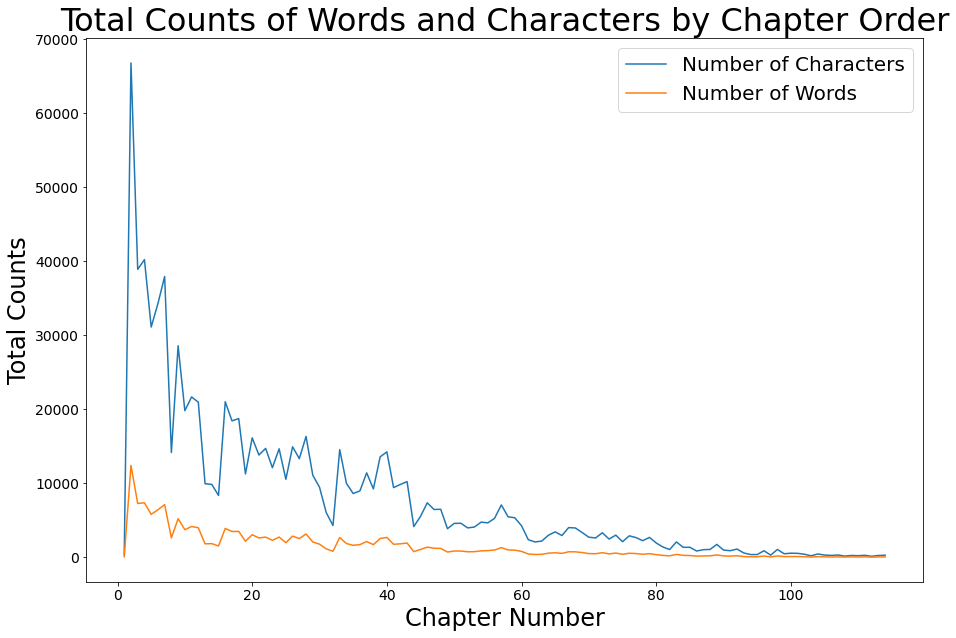 Total Counts of Words and Characters by Chapter Order
Number of Characters
Number of Words
Total Counts
70000
60000
50000
40000
30000
20000
10000
0
0 20 40 60 80 100
Chapter Number